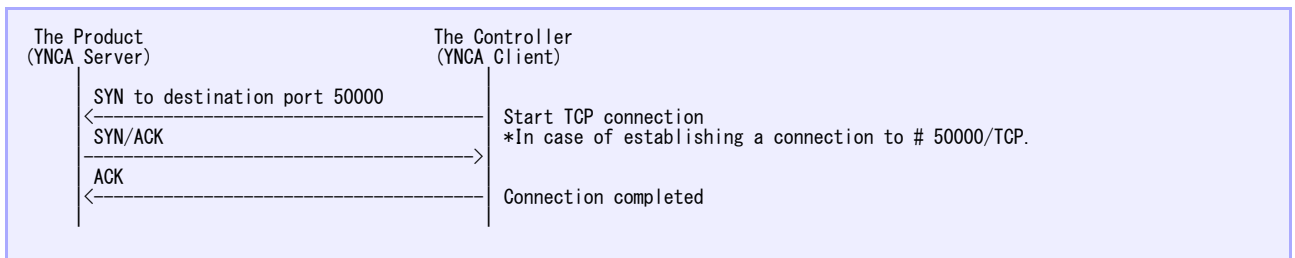 The Product The Controller
(YNCA Server) (YNCA Client)
SYN to destination port 50000
Start TCP connection
SYN/ACK *In case of establishing a connection to # 50000/TCP.
ACK
Connection completed